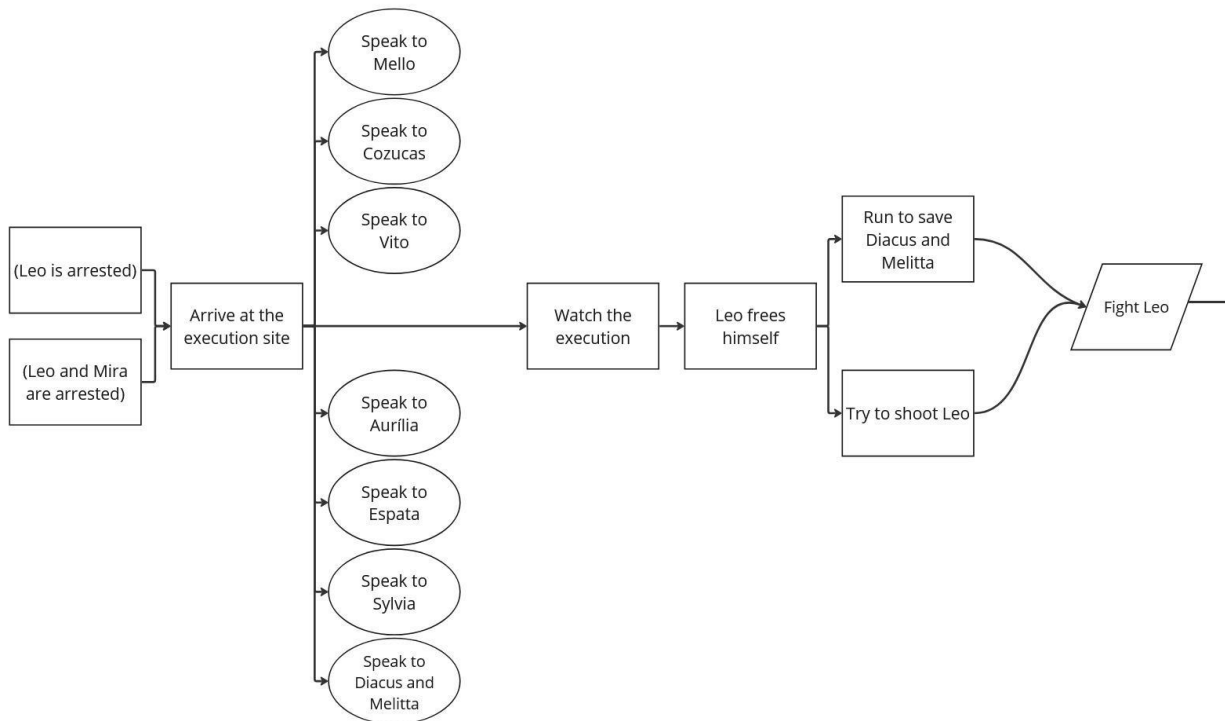 Speak to
Mello
Speak to
Cozucas
Speak to
Vito
(Leo is arrested)
(Leo and Mira
are arrested)
Arrive at the
execution site
Speak to
Aurília
Speak to
Espata
Speak to
Sylvia
Speak to
Diacus and
Melitta
Watch the
execution
Leo frees
himself
Run to save
Diacus and
Melitta
Try to shoot Leo
Fight Leo